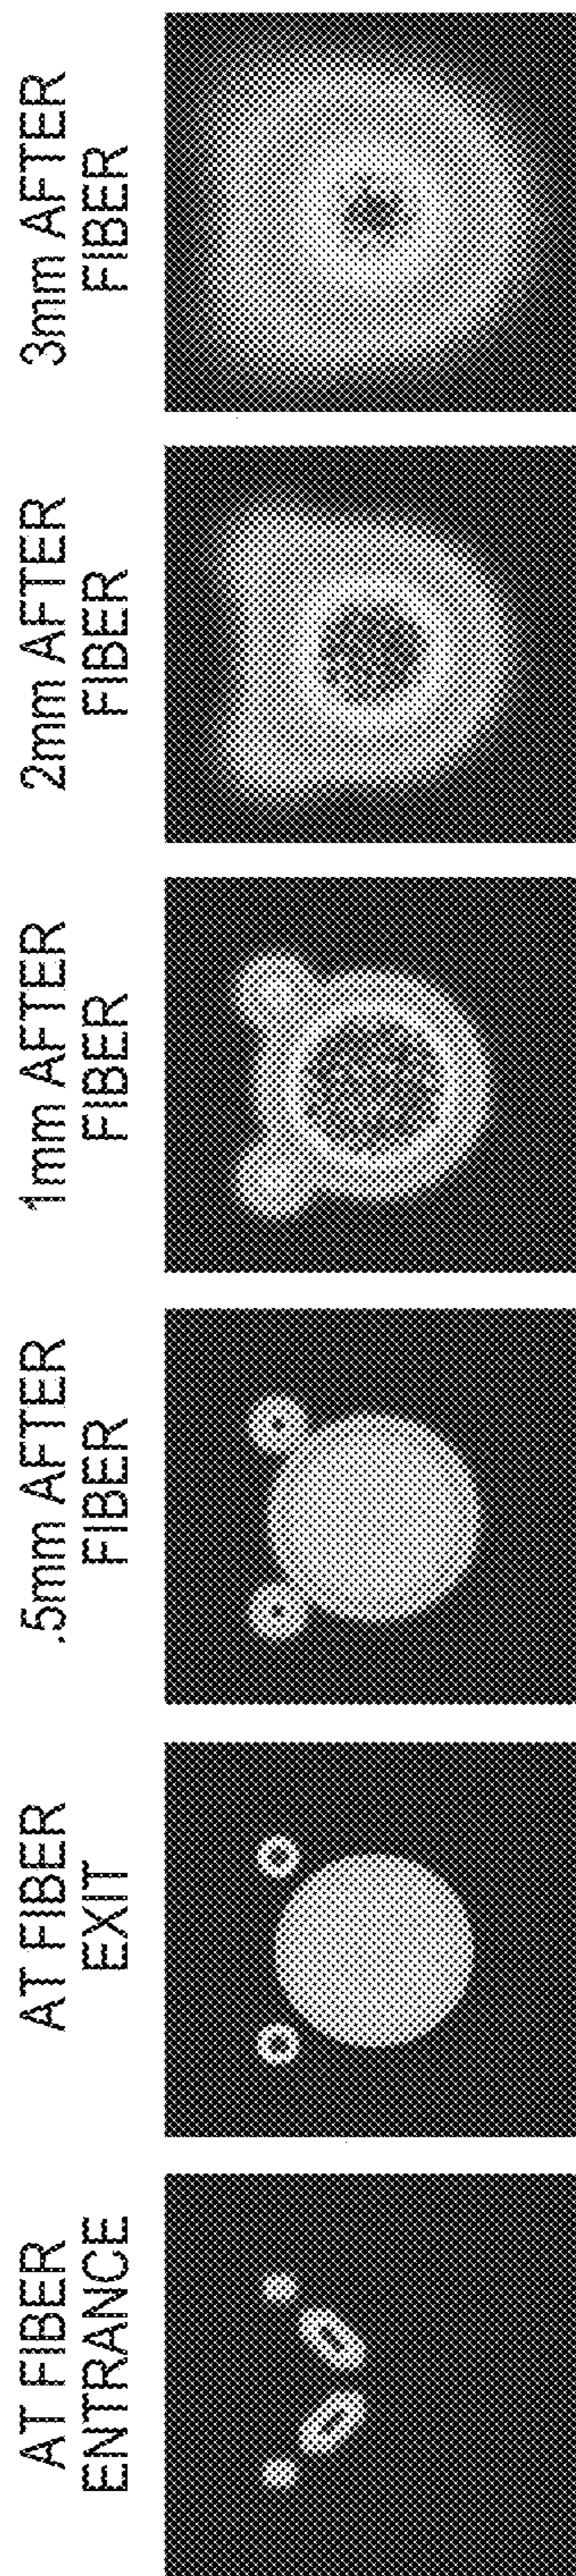 AT FIBER
ENTRANCE
AT FIBER
EXIT
.5mm AFTER
FIBER
1mm AFTER
FIBER
2mm AFTER
FIBER
3mm AFTER
FIBER